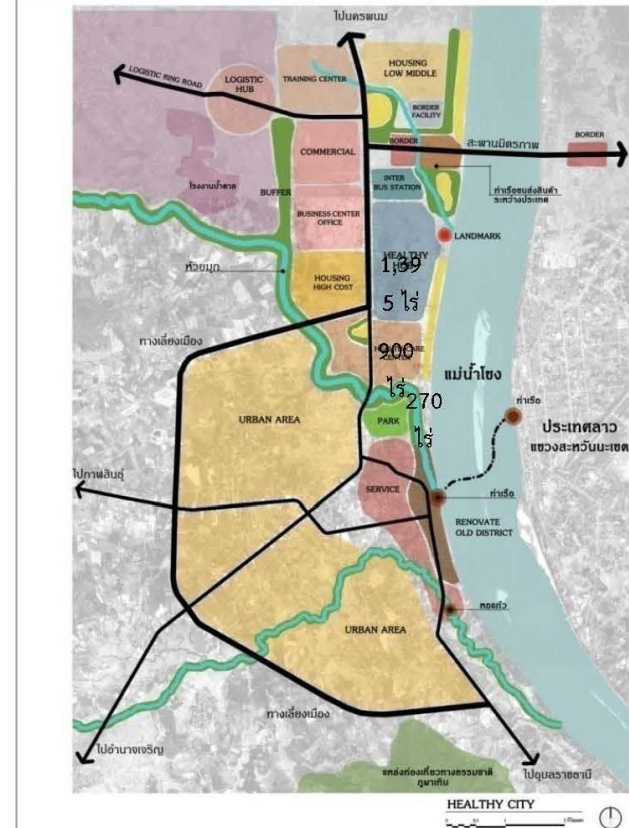 ไปนครพนม
LOGISTIC RING ROAD
LOGISTIC
HUB
TRAINING CENTER
HOUSING
LOW MIDDLE
BORDER
FACILITY
BORDER
สะพานมิตรภาพ
BORDER
COMMERCIAL
โรงงานน้ำตาล
BUFFER
INTER
BUS STATION
ท่าเรือขนส่งสินค้า
ระหว่างประเทศ
BUSINESS CENTER
OFFICE
LANDMARK
HEALTHY
1,39
5 ไร่
ห้วยมุก
HOUSING
HIGH COST
ทางเลี่ยงเมือง
900
ไร่
HEALTHCARE
CENTER
270
ไร่
แม่น้ำโขง
ท่าเรือ
ประเทศลาว
แขวงสะหวันนะเขต
URBAN AREA
PARK
ไปกาฬสินธุ์
SERVICE
ท่าเรือ
RENOVATE
OLD DISTRICT
หอแก้ว
URBAN AREA
ทางเลี่ยงเมือง
ไปอำนาจเจริญ
แหล่งท่องเที่ยวทางธรรมชาติ
ภูผาเทิบ
ไปอุบลราชธานี
HEALTHY CITY